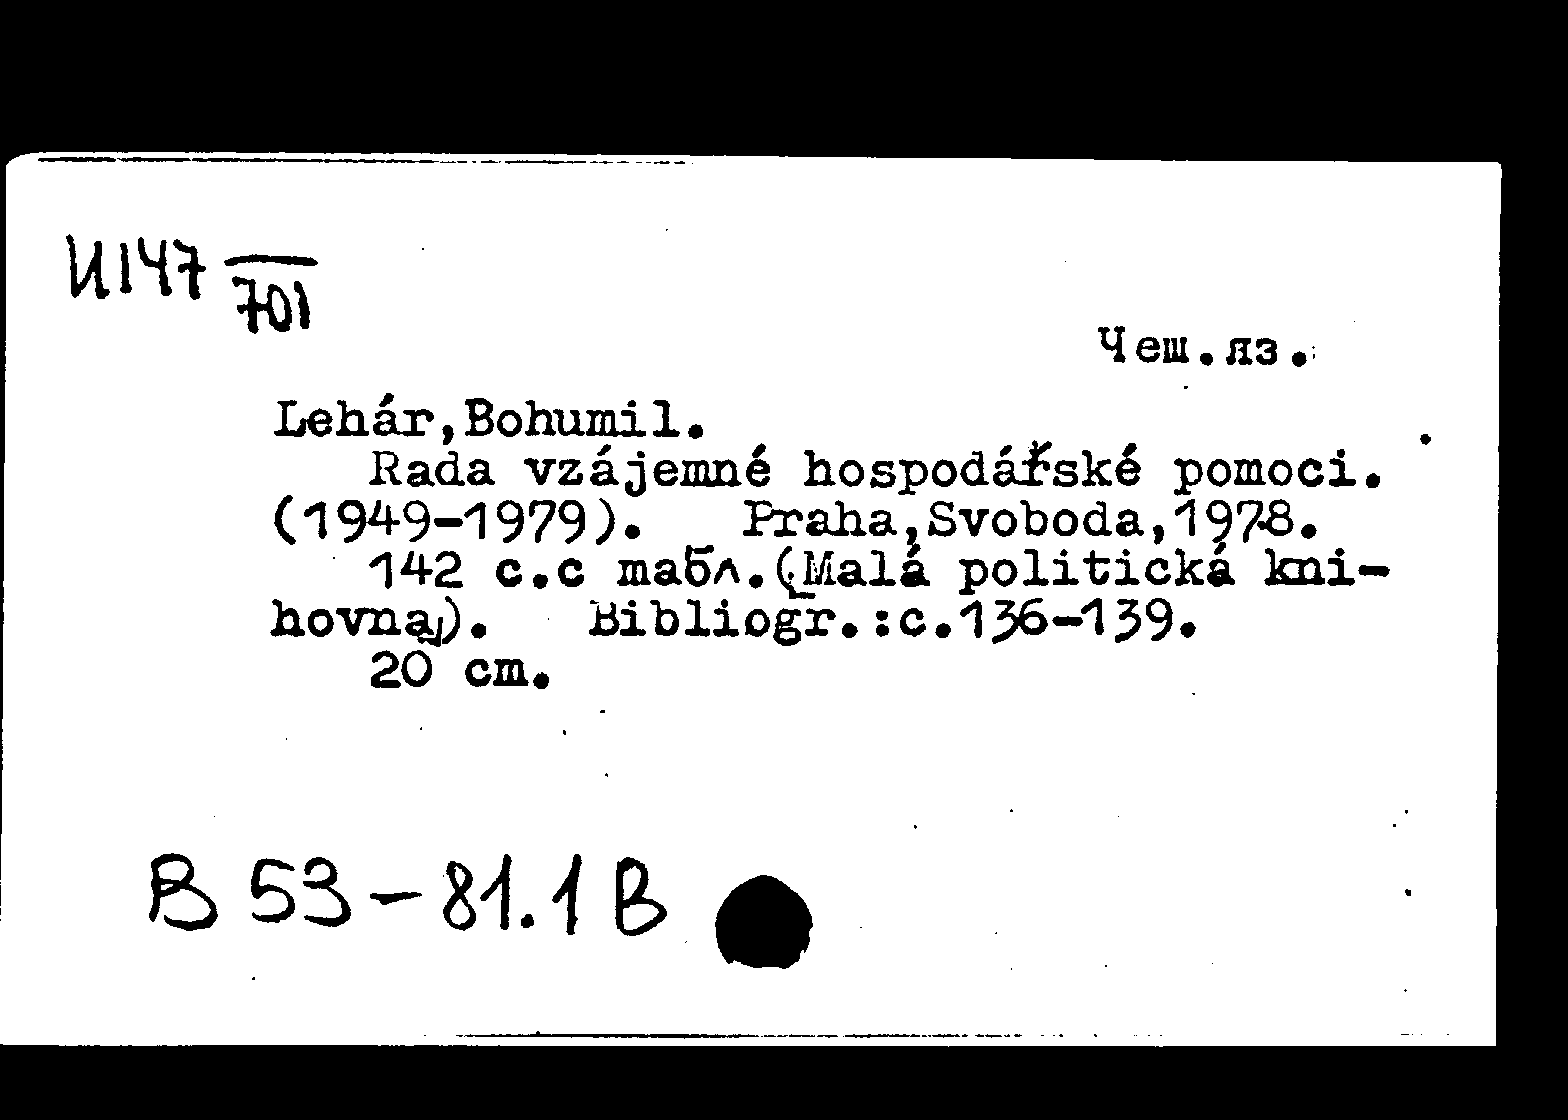 И147 701
Чеш.яз.
Lehár,Bohumil.
Rada vzájemné hospodářské pomoci.
(1949-1979). Praha,Svoboda,1978.
142 c.c табл.(Malá politická kni-
hovna). Bibliogr.:c.136-139.
20 cm.
В 53-81.1 В